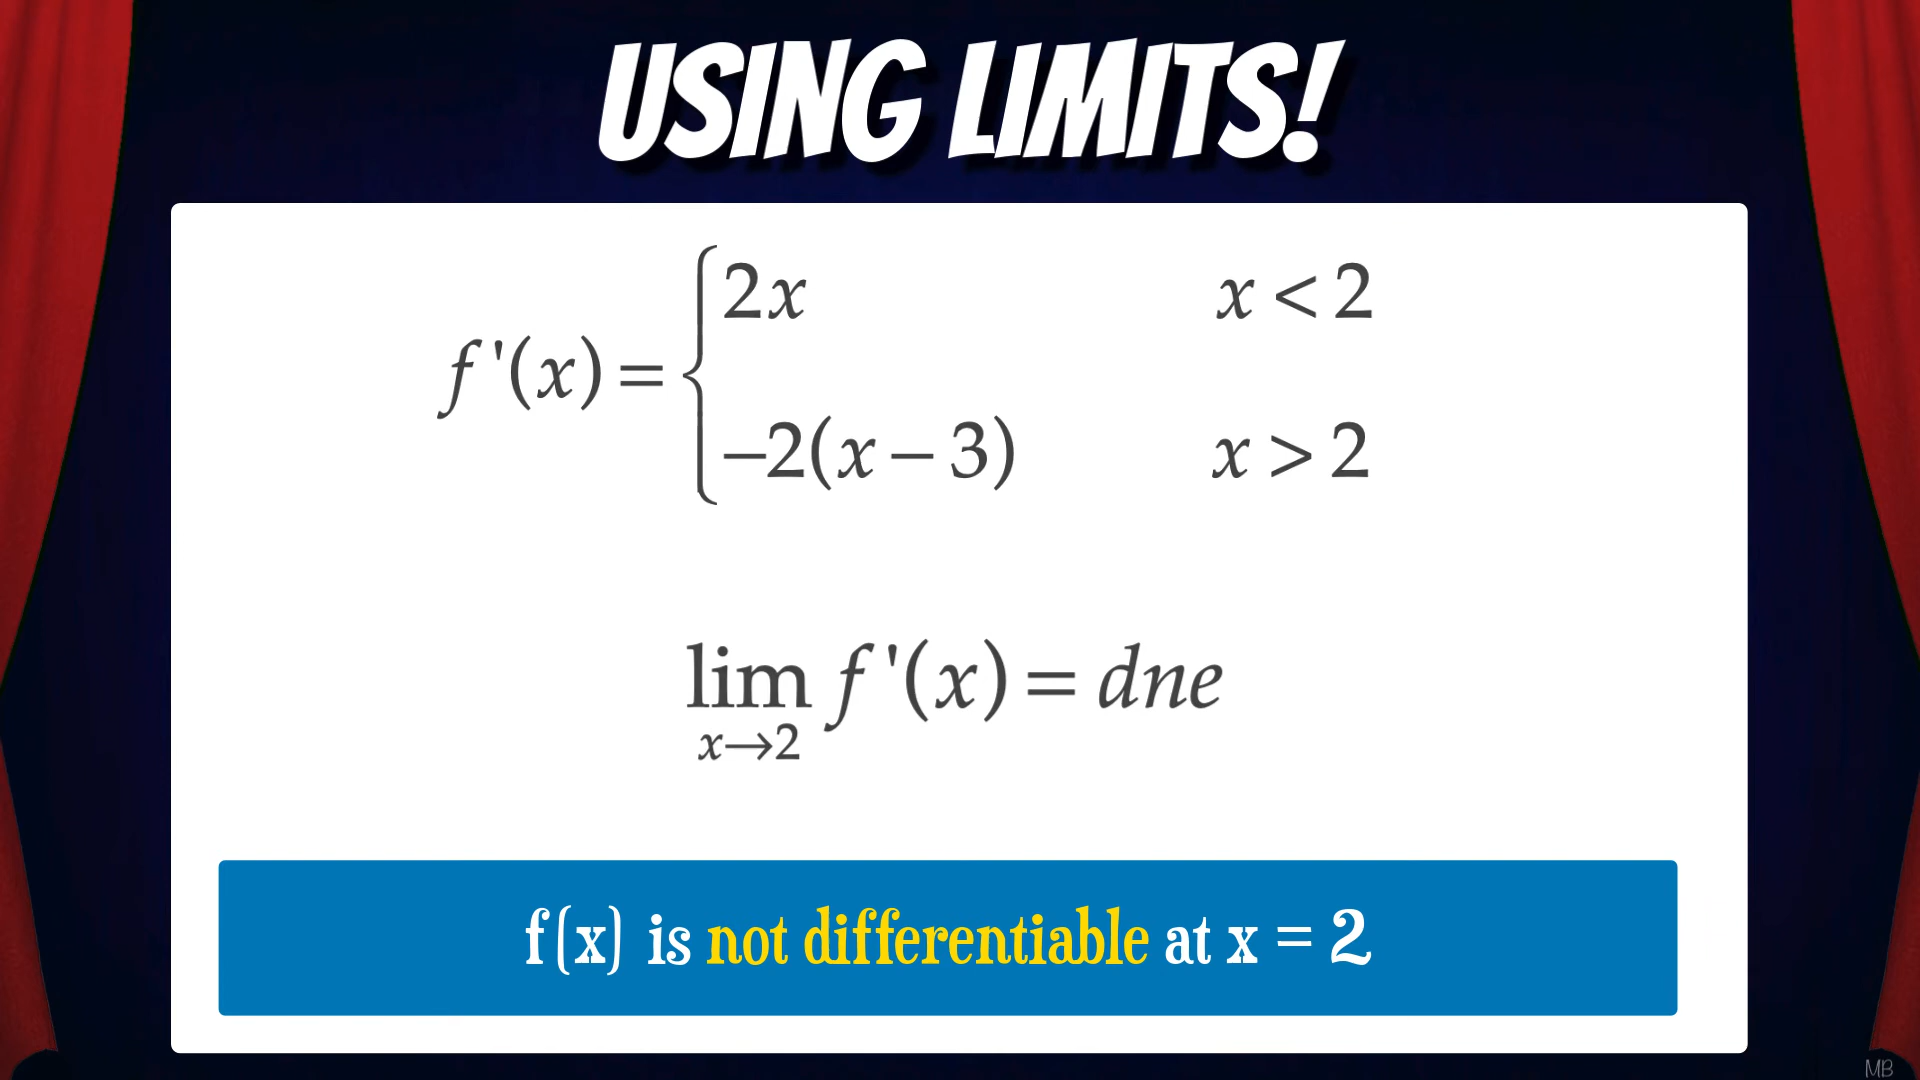 USING LIMITS!
f'(x) = { 2x x < 2
-2(x – 3) x > 2
lim f'(x) = dne
x→2
f(x) is not differentiable at x = 2
MB